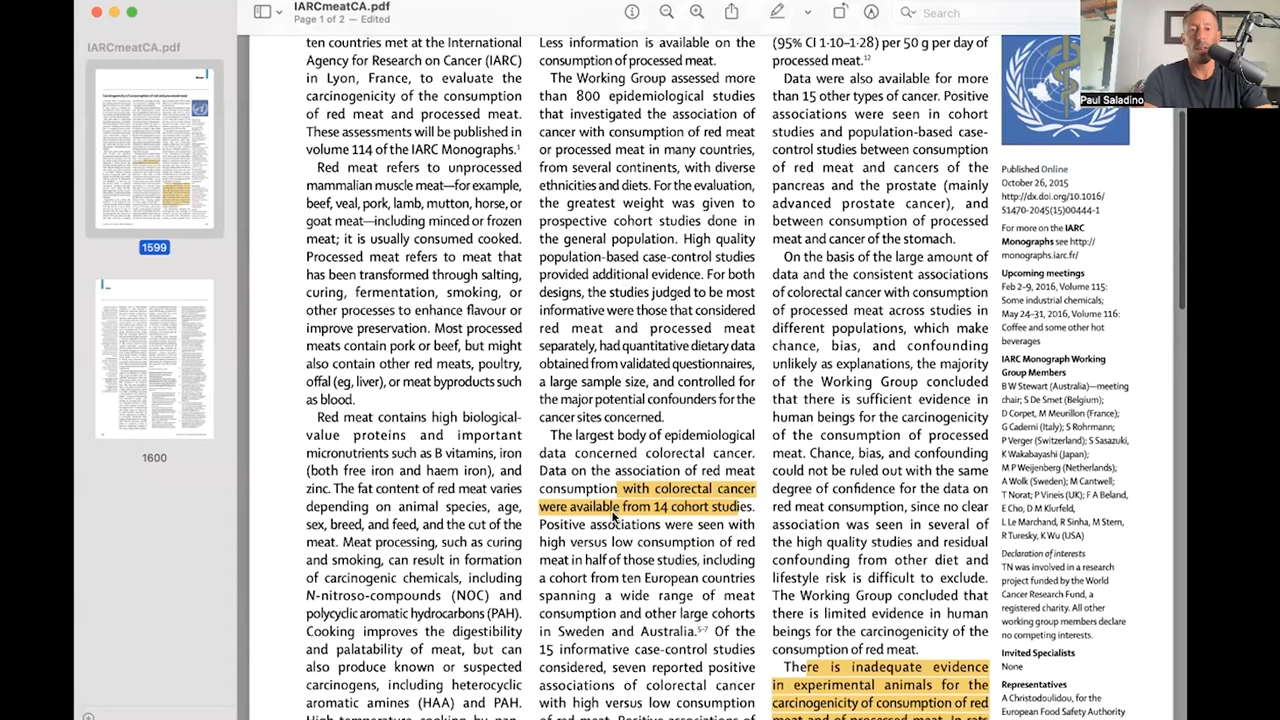 IARCmeatCA.pdf
Page 1 of 2 – Edited
Search
Paul Saladino
IARCmeatCA.pdf
1599
1600
ten countries met at the International
Agency for Research on Cancer (IARC)
in Lyon, France, to evaluate the
carcinogenicity of the consumption
of red meat and processed meat.
These assessments will be published in
volume 114 of the IARC Monographs.¹
meat refers to unprocessed
muscle meat—for example,
beef, veal, pork, lamb, mutton, horse, or
goat meat—including minced or frozen
meat; it is usually consumed cooked.
Processed meat refers to meat that
has been transformed through salting,
curing, fermentation, smoking, or
other processes to enhance flavor or
improve preservation. Most processed
meats contain pork or beef, but might
also contain other red meats, poultry,
offal (eg, liver), or meat byproducts such
as blood.
Red meat contains high biological-
value proteins and important
micronutrients such as B vitamins, iron
(both free iron and haem iron), and
zinc. The fat content of red meat varies
depending on animal species, age,
sex, breed, and feed, and the cut of the
meat. Meat processing, such as curing
and smoking, can result in formation
of carcinogenic chemicals, including
N-nitroso-compounds (NOC) and
polycyclic aromatic hydrocarbons (PAH).
Cooking improves the digestibility
and palatability of meat, but can
also produce known or suspected
carcinogens, including heterocyclic
aromatic amines (HAA) and PAH.
High-temperature cooking by pan-
Less information is available on the
consumption of processed meat.
The Working Group assessed more
than 800 epidemiological studies
that investigated the association of
cancer with consumption of red meat
or processed meat in many countries,
from several continents, with diverse
ethnicities and diets. For the evaluation,
the greatest weight was given to
prospective cohort studies done in
the general population. High quality
population-based case-control studies
provided additional evidence. For both
designs, the studies judged to be most
informative were those that considered
red meat and processed meat
separately, had quantitative dietary data
obtained from validated questionnaires,
a large sample size, and controlled for
the major potential confounders for the
cancer sites concerned.
The largest body of epidemiological
data concerned colorectal cancer.
Data on the association of red meat
consumption with colorectal cancer
were available from 14 cohort studies.
Positive associations were seen with
high versus low consumption of red
meat in half of those studies, including
a cohort from ten European countries
spanning a wide range of meat
consumption and other large cohorts
in Sweden and Australia.⁵⁻⁷ Of the
15 informative case-control studies
considered, seven reported positive
associations of colorectal cancer
with high versus low consumption
of red meat. Positive associations
(95% CI 1·10–1·28) per 50 g per day of
processed meat.¹²
Data were also available for more
than 15 other types of cancer. Positive
associations were seen in cohort
studies and population-based case-
control studies between consumption
of red meat and cancers of the
pancreas and the prostate (mainly
advanced prostate cancer), and
between consumption of processed
meat and cancer of the stomach.
On the basis of the large amount of
data and the consistent associations
of colorectal cancer with consumption
of processed meat across studies in
different populations, which make
chance, bias, and confounding
unlikely as explanations, the majority
of the Working Group concluded
that there is sufficient evidence in
human beings for the carcinogenicity
of the consumption of processed
meat. Chance, bias, and confounding
could not be ruled out with the same
degree of confidence for the data on
red meat consumption, since no clear
association was seen in several of
the high quality studies and residual
confounding from other diet and
lifestyle risk is difficult to exclude.
The Working Group concluded that
there is limited evidence in human
beings for the carcinogenicity of the
consumption of red meat.
There is inadequate evidence
in experimental animals for the
carcinogenicity of consumption of red
meat and of processed meat. In rats
Published Online
October 26, 2015
http://dx.doi.org/10.1016/
S1470-2045(15)00444-1
For more on the IARC
Monographs see http://
monographs.iarc.fr/
Upcoming meetings
Feb 2–9, 2016, Volume 115:
Some industrial chemicals;
May 24–31, 2016, Volume 116:
Coffee and some other hot
beverages
IARC Monograph Working
Group Members
B W Stewart (Australia)—meeting
chair; S De Smet (Belgium);
D Corpet, M Meurillon (France);
G Caderni (Italy); S Rohrmann;
P Verger (Switzerland); S Sasazuki,
K Wakabayashi (Japan);
M P Weijenberg (Netherlands);
A Wolk (Sweden); M Cantwell;
T Norat; P Vineis (UK); F A Beland,
E Cho, D M Klurfeld,
L Le Marchand, R Sinha, M Stern,
R Turesky, K Wu (USA)
Declaration of interests
TN was involved in a research
project funded by the World
Cancer Research Fund, a
registered charity. All other
working group members declare
no competing interests.
Invited Specialists
None
Representatives
A Christodoulidou, for the
European Food Safety Authority